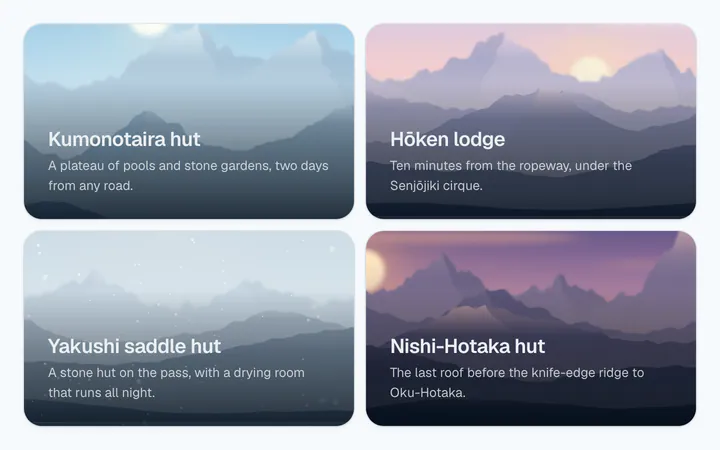 Kumonotaira hut
A plateau of pools and stone gardens, two days
from any road.
Hōken lodge
Ten minutes from the ropeway, under the
Senjōjiki cirque.
Yakushi saddle hut
A stone hut on the pass, with a drying room
that runs all night.
Nishi-Hotaka hut
The last roof before the knife-edge ridge to
Oku-Hotaka.